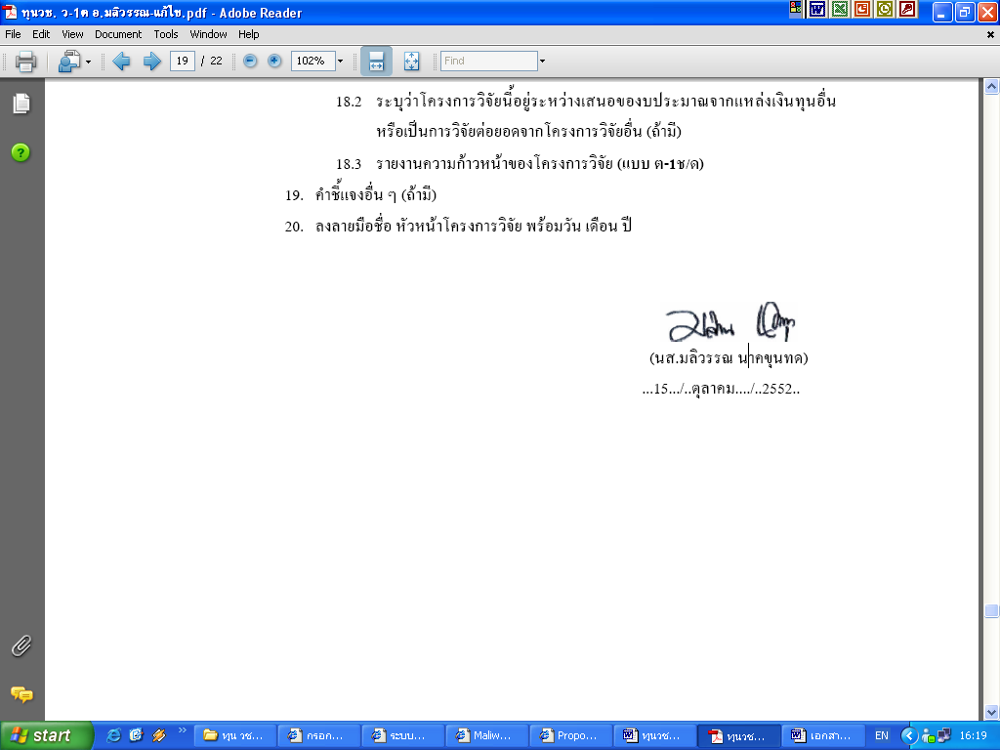 ทุนวช. ว-1ค อ.มลิวรรณ-แก้ไข.pdf - Adobe Reader
File Edit View Document Tools Window Help
19 / 22 102% Find
18.2 ระบุว่าโครงการวิจัยนี้อยู่ระหว่างเสนอของบประมาณจากแหล่งเงินทุนอื่น
หรือเป็นการวิจัยต่อยอดจากโครงการวิจัยอื่น (ถ้ามี)
18.3 รายงานความก้าวหน้าของโครงการวิจัย (แบบ ต-1ช/ด)
19. คำชี้แจงอื่น ๆ (ถ้ามี)
20. ลงลายมือชื่อ หัวหน้าโครงการวิจัย พร้อมวัน เดือน ปี
(นส.มลิวรรณ นาคขุนทด)
...15.../..ตุลาคม..../..2552..
start ทุน วช... กรอก... ระบบ... Maliw... Propo... ทุนวช... ทุนวช... เอกสา... EN 16:19